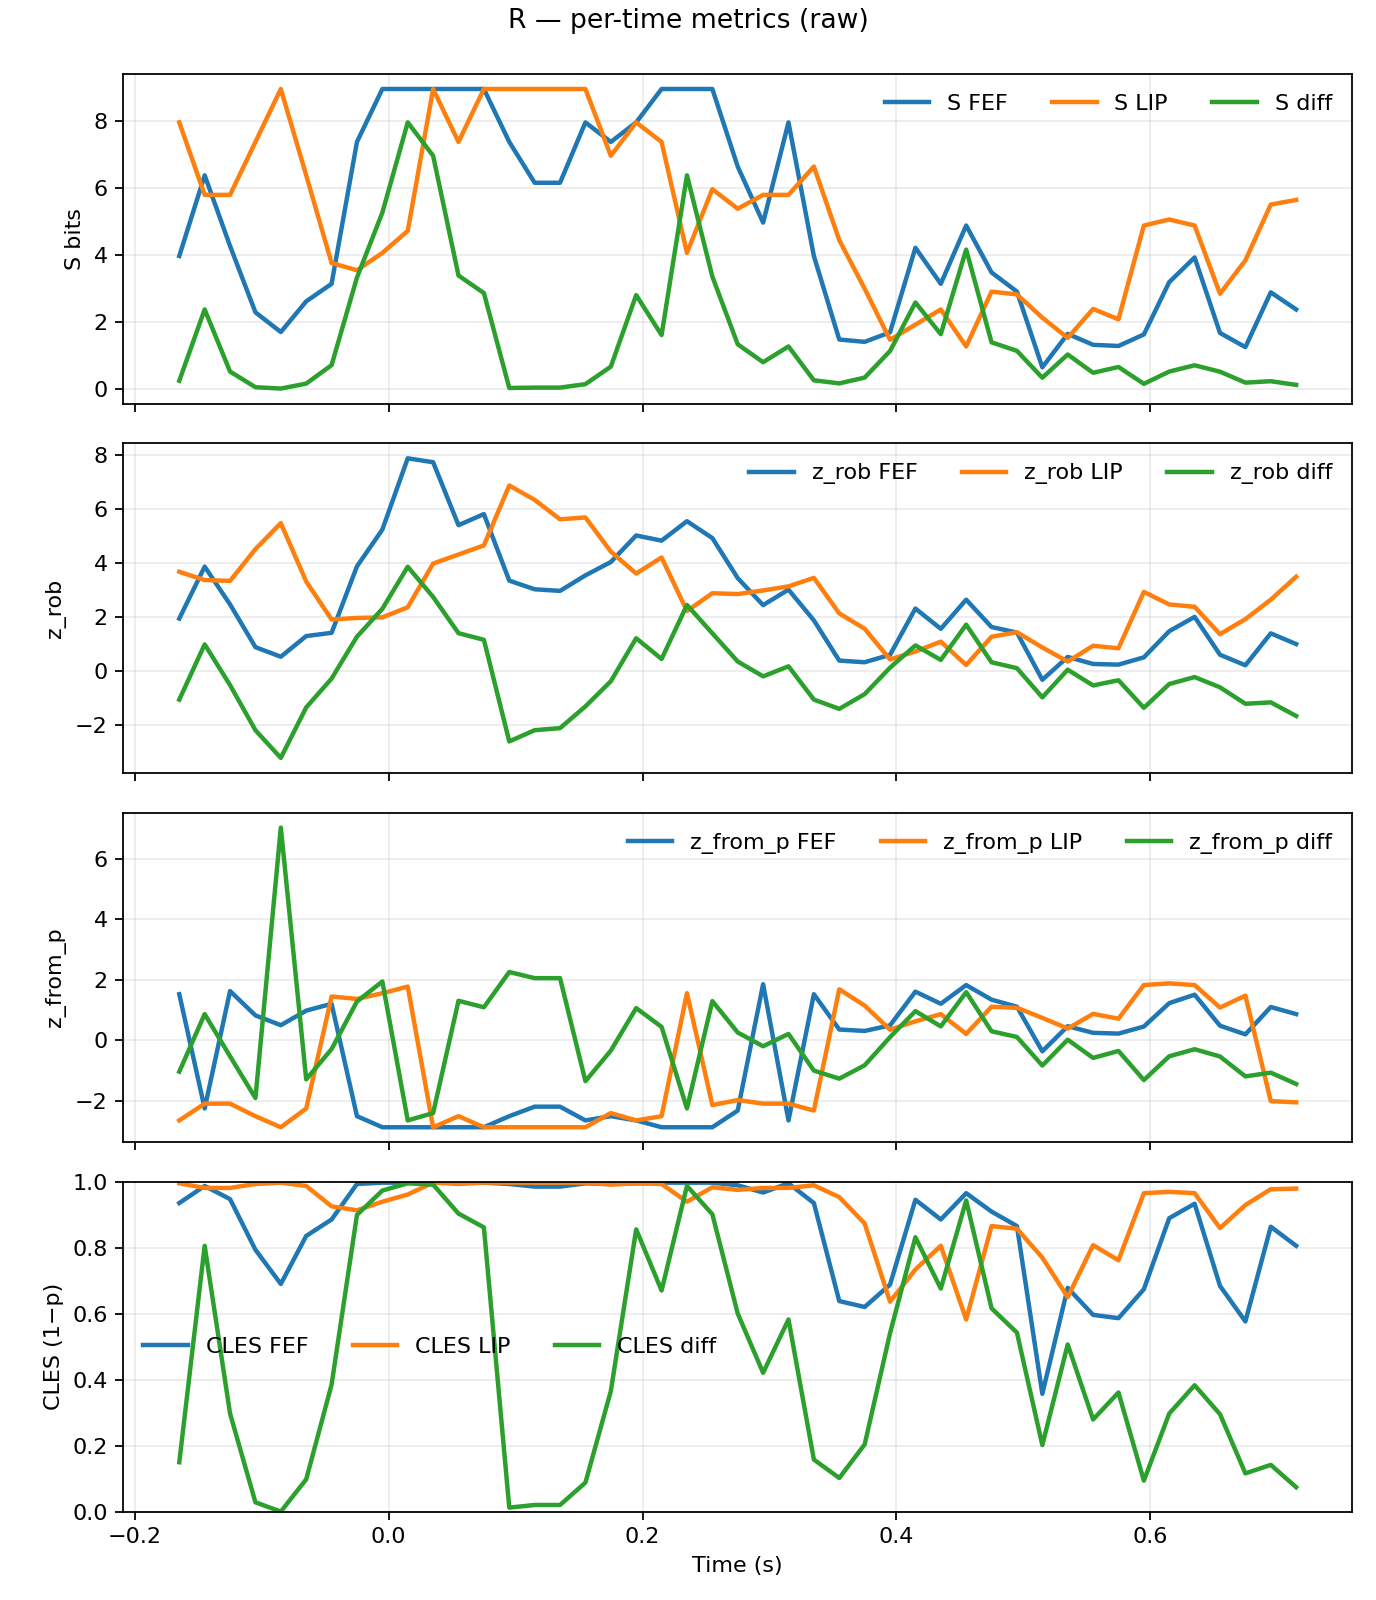 R — per-time metrics (raw)
S FEF S LIP S diff
8
6
4
2
0
S bits
z_rob FEF z_rob LIP z_rob diff
8
6
4
2
0
−2
z_rob
z_from_p FEF z_from_p LIP z_from_p diff
6
4
2
0
−2
z_from_p
1.0
0.8
0.6
CLES FEF CLES LIP CLES diff
0.4
0.2
0.0
CLES (1−p)
−0.2 0.0 0.2 0.4 0.6
Time (s)